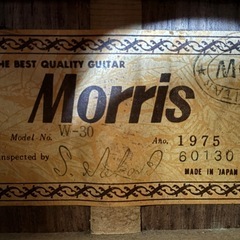 THE BEST QUALITY GUITAR
Morris
Model No. W-30
Ano. 1975
Inspected by
60130
MADE IN JAPAN